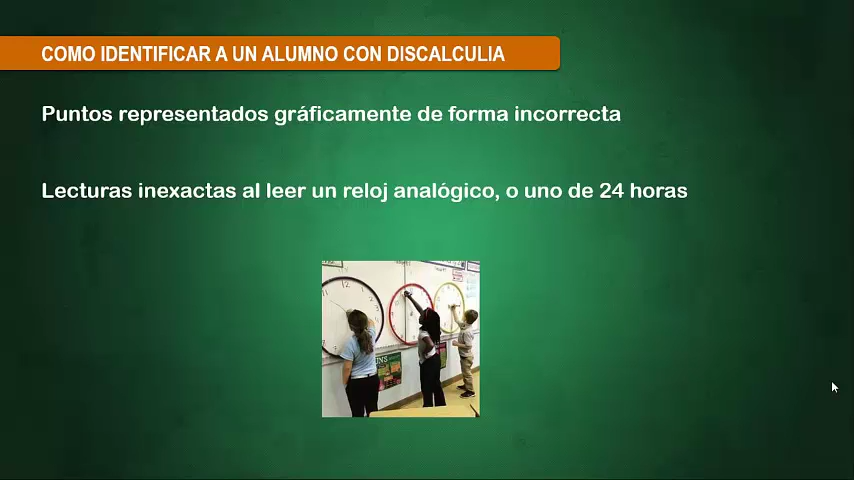 COMO IDENTIFICAR A UN ALUMNO CON DISCALCULIA
Puntos representados gráficamente de forma incorrecta
Lecturas inexactas al leer un reloj analógico, o uno de 24 horas